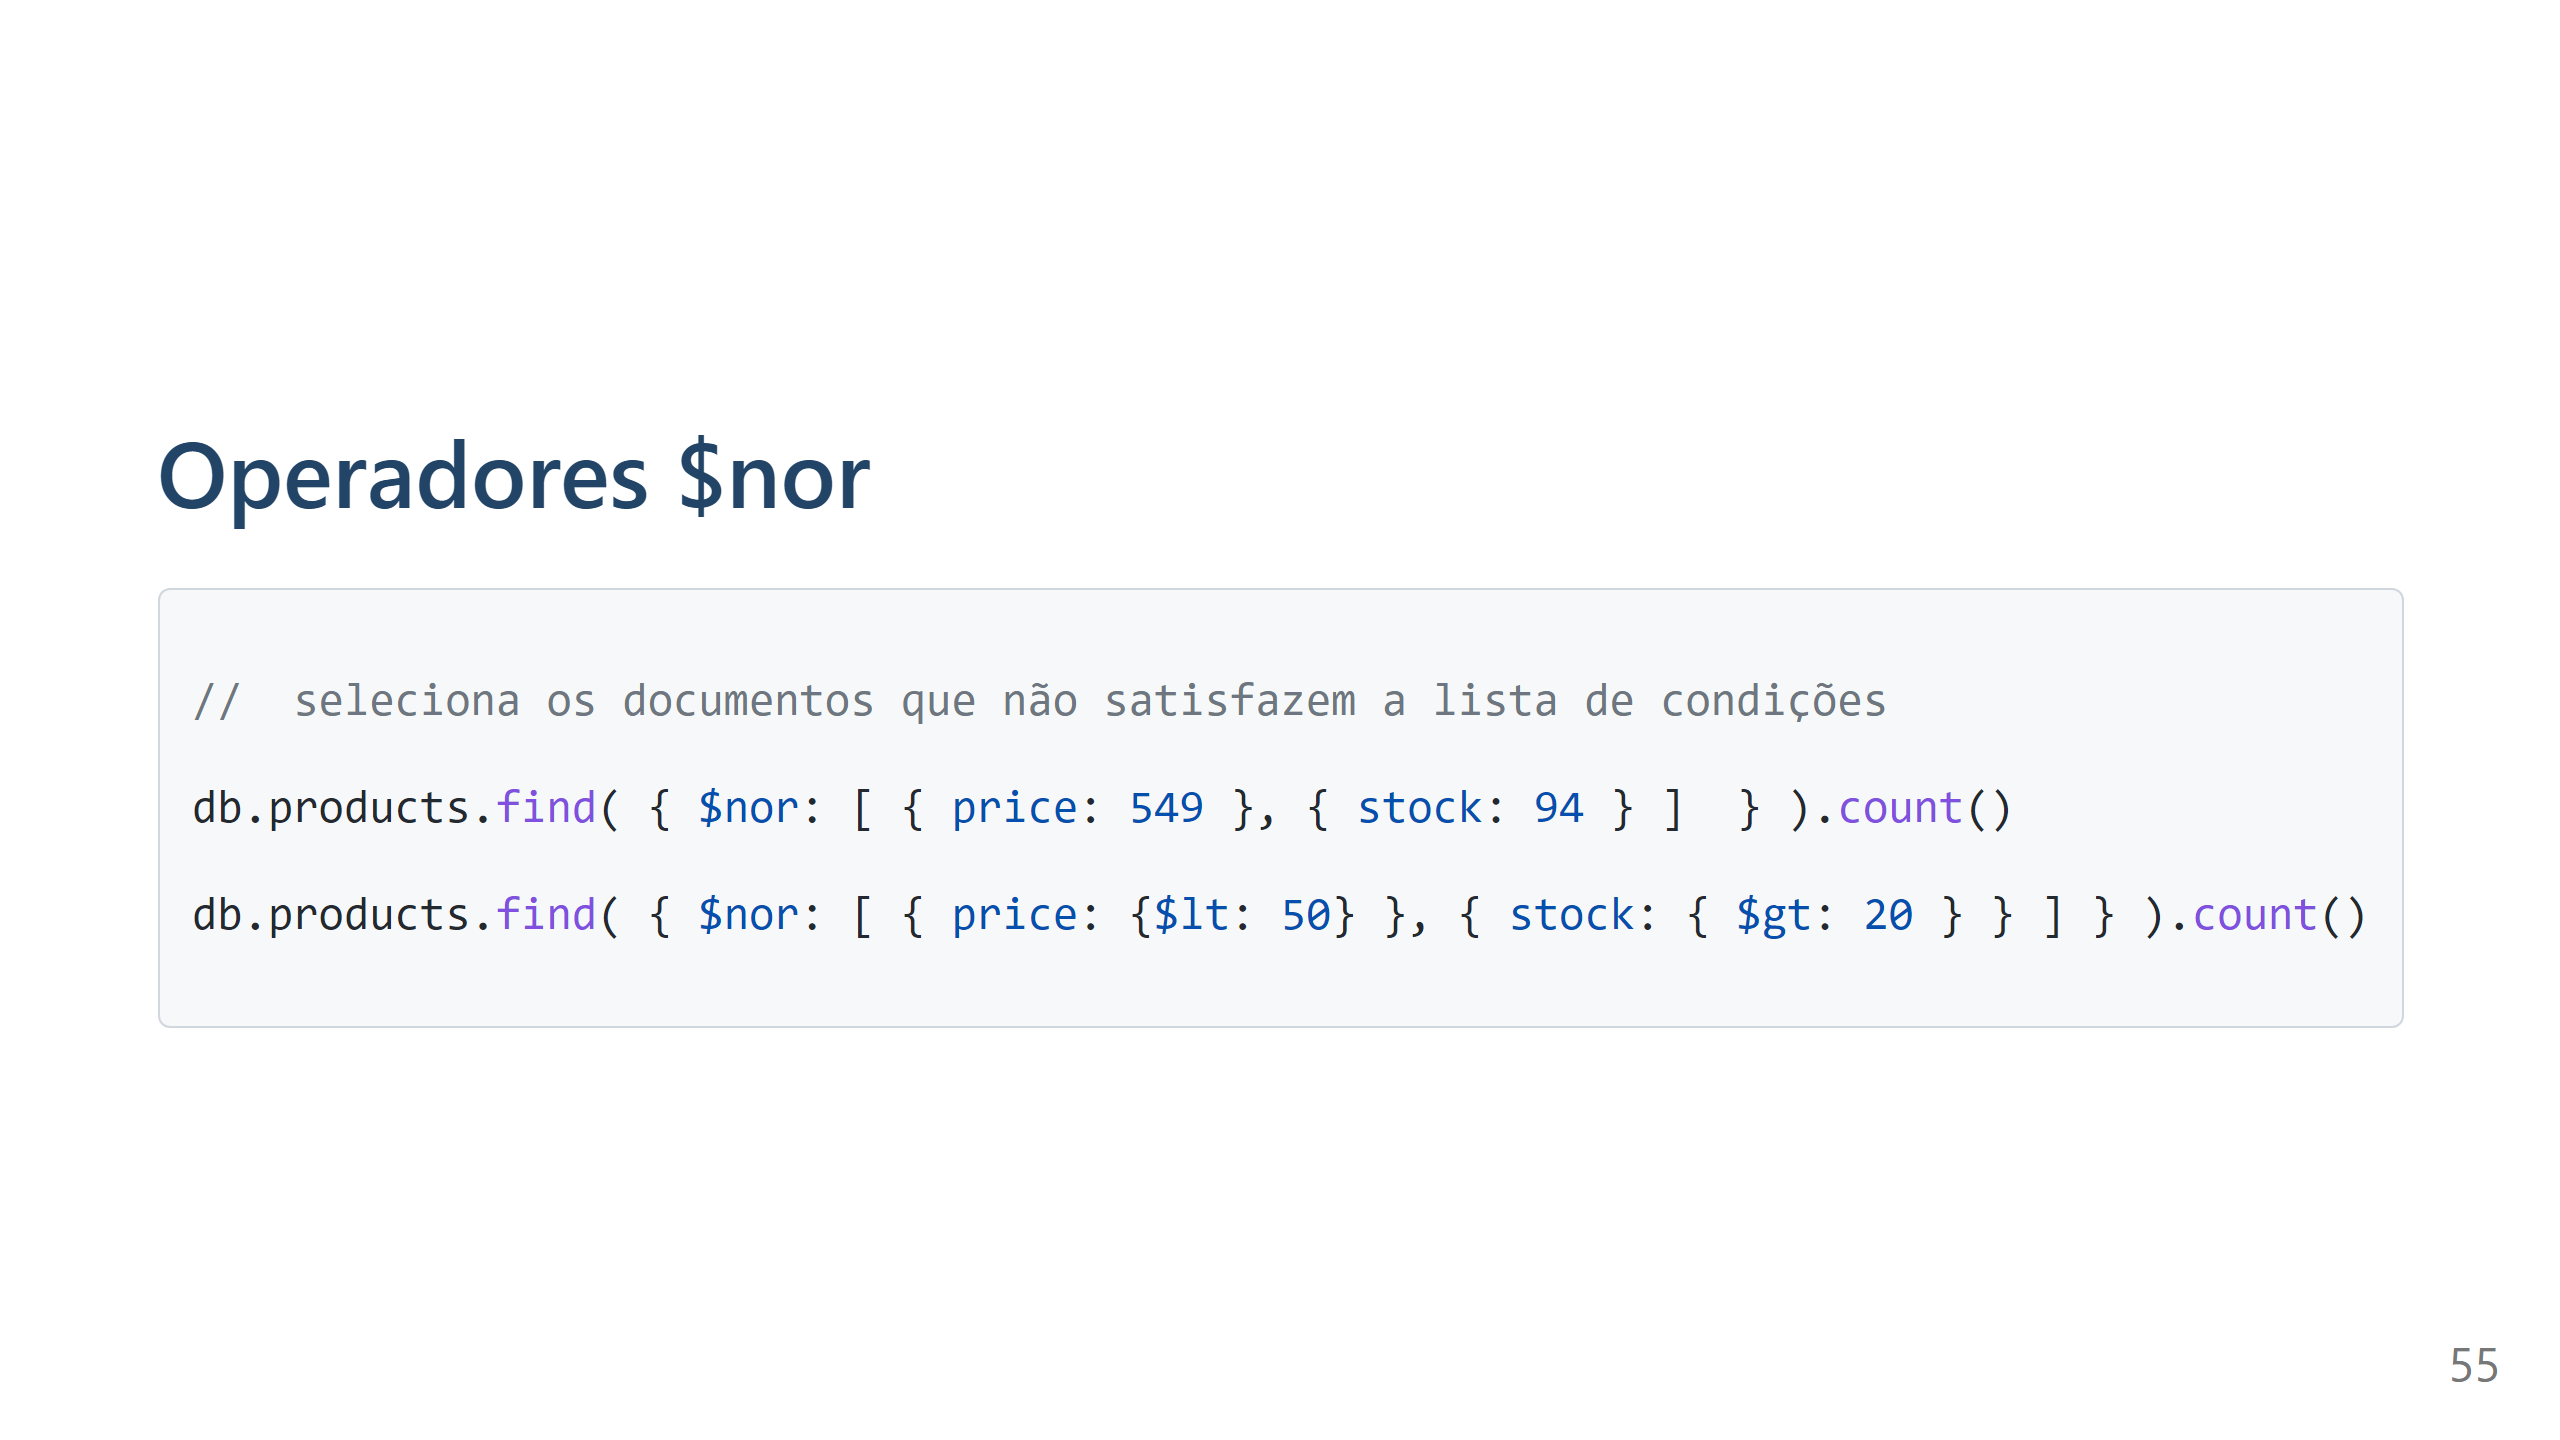 Operadores $nor
//  seleciona os documentos que não satisfazem a lista de condições
db.products.find( { $nor: [ { price: 549 }, { stock: 94 } ]  } ).count()
db.products.find( { $nor: [ { price: {$lt: 50} }, { stock: { $gt: 20 } } ] } ).count()
55